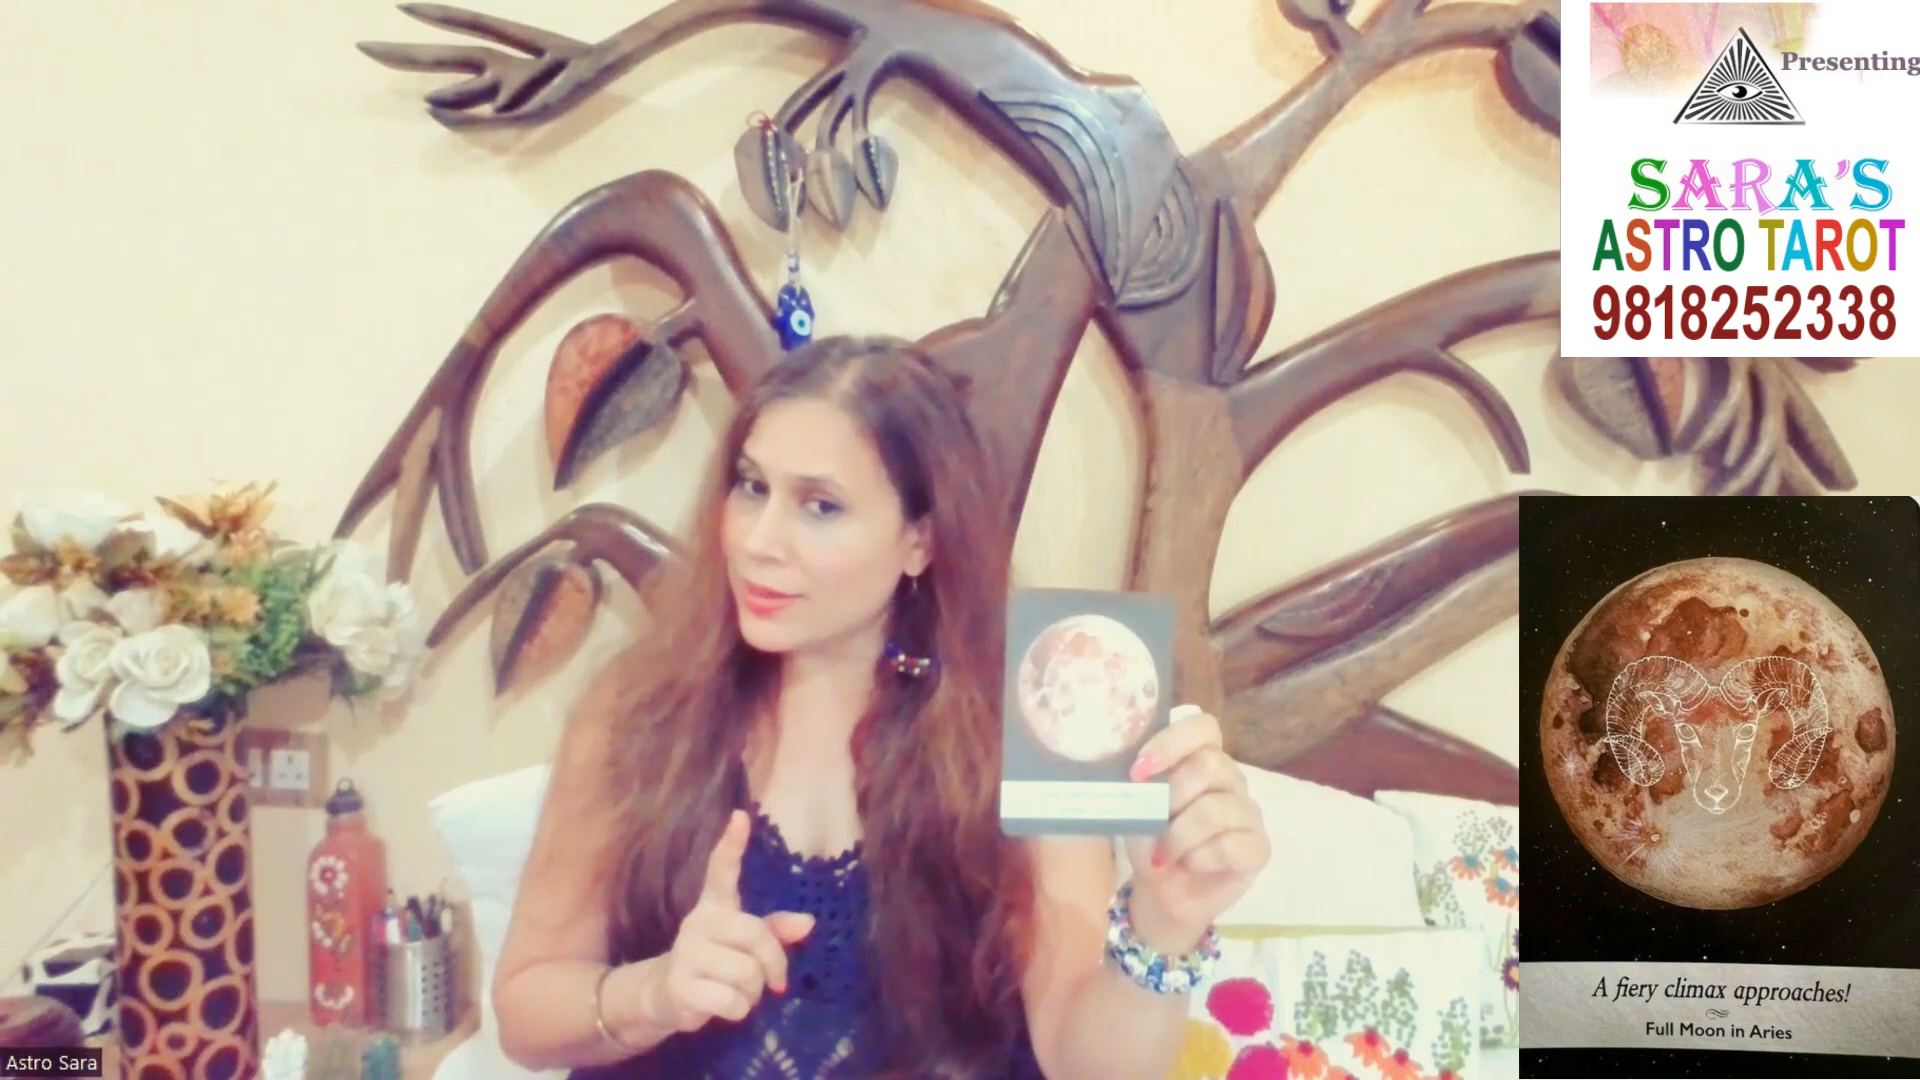 Presenting
SARA'S
ASTRO TAROT
9818252338
A fiery climax approaches!
Full Moon in Aries
Astro Sara